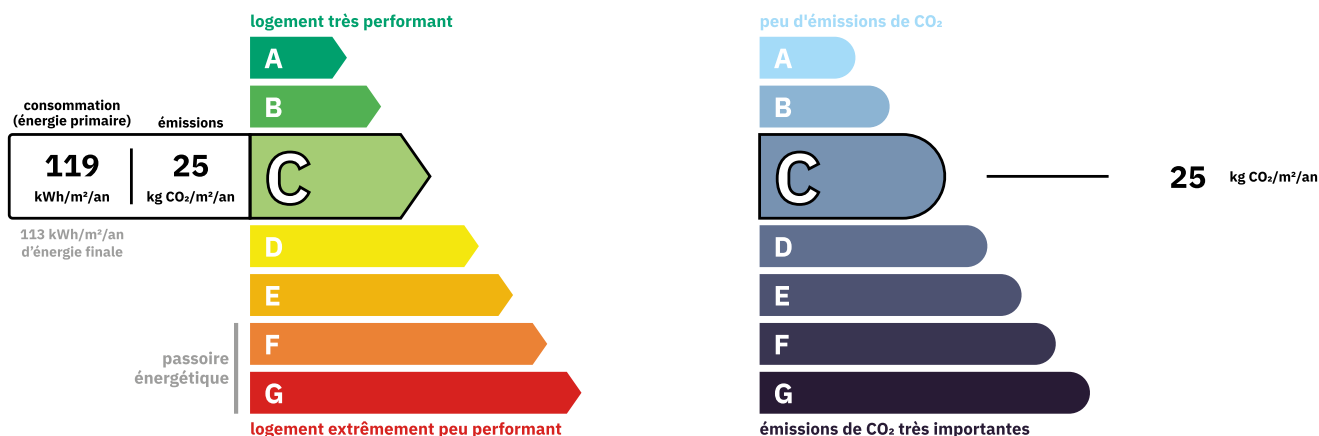 logement très performant
A
B
consommation
(énergie primaire)
émissions
119
kWh/m²/an
25
kg CO₂/m²/an
C
113 kWh/m²/an
d'énergie finale
D
E
F
passoire
énergétique
G
logement extrêmement peu performant
peu d'émissions de CO₂
A
B
C
25 kg CO₂/m²/an
D
E
F
G
émissions de CO₂ très importantes